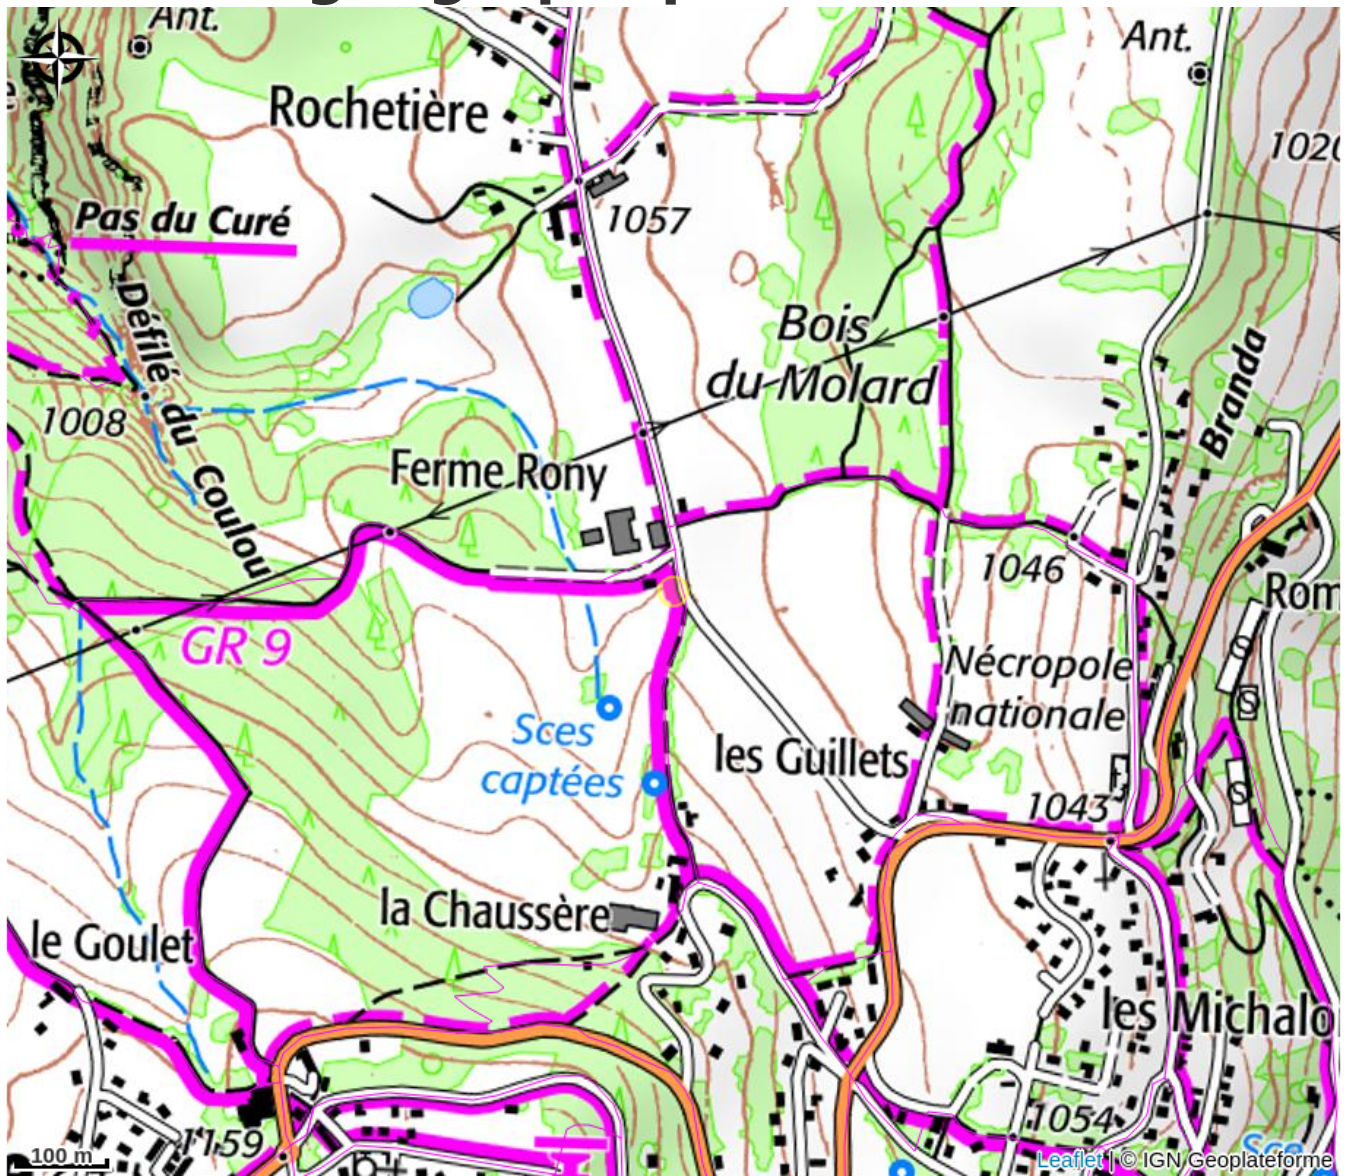 Ant.
Ant.
Rochetière
1020
Pas du Curé
1057
Défilé du Coulou
Bois
du Molard
Branda
1008
Ferme Rony
1046
Rom
GR 9
Nécropole
nationale
Sces
captées
les Guillets
1043
la Chaussère
le Goulet
les Michalo
1054
1159
100 m
Sce
Leaflet | © IGN Geoplateforme